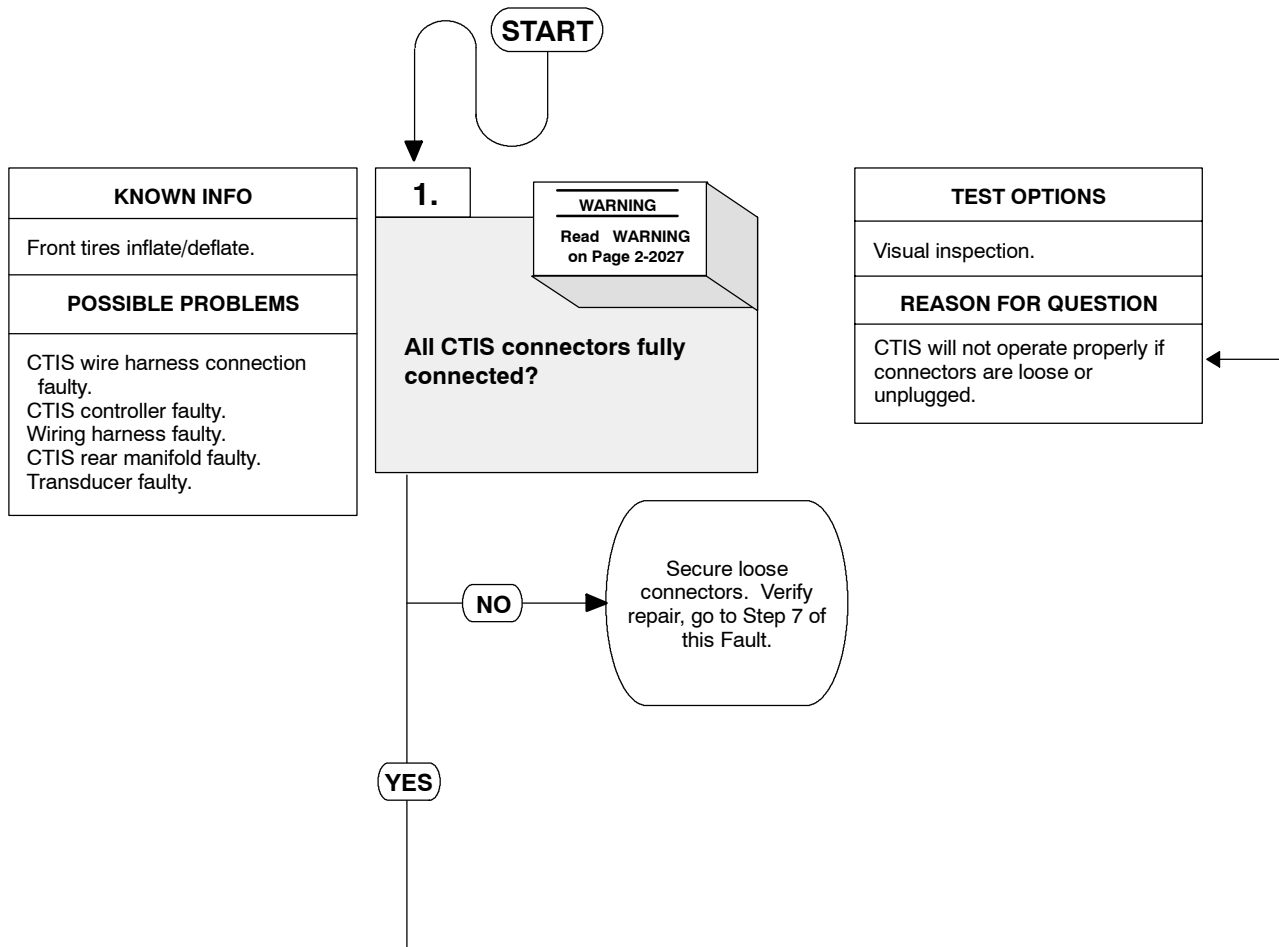 START
KNOWN INFO
Front tires inflate/deflate.
POSSIBLE PROBLEMS
CTIS wire harness connection
faulty.
CTIS controller faulty.
Wiring harness faulty.
CTIS rear manifold faulty.
Transducer faulty.
1.
WARNING
Read WARNING
on Page 2-2027
All CTIS connectors fully
connected?
TEST OPTIONS
Visual inspection.
REASON FOR QUESTION
CTIS will not operate properly if
connectors are loose or
unplugged.
NO
Secure loose
connectors. Verify
repair, go to Step 7 of
this Fault.
YES